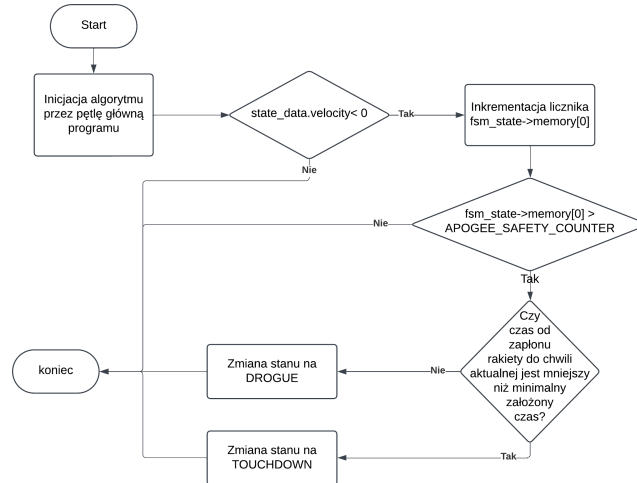 Start
Inicjacja algorytmu
przez pętlę główną
programu
state_data.velocity< 0
Tak
Inkrementacja licznika
fsm_state->memory[0]
Nie
fsm_state->memory[0] >
APOGEE_SAFETY_COUNTER
Nie
Tak
Czy
czas od
zapłonu
rakiety do chwili
aktualnej jest mniejszy
niż minimalny
założony
czas?
Nie
Zmiana stanu na
DROGUE
koniec
Tak
Zmiana stanu na
TOUCHDOWN